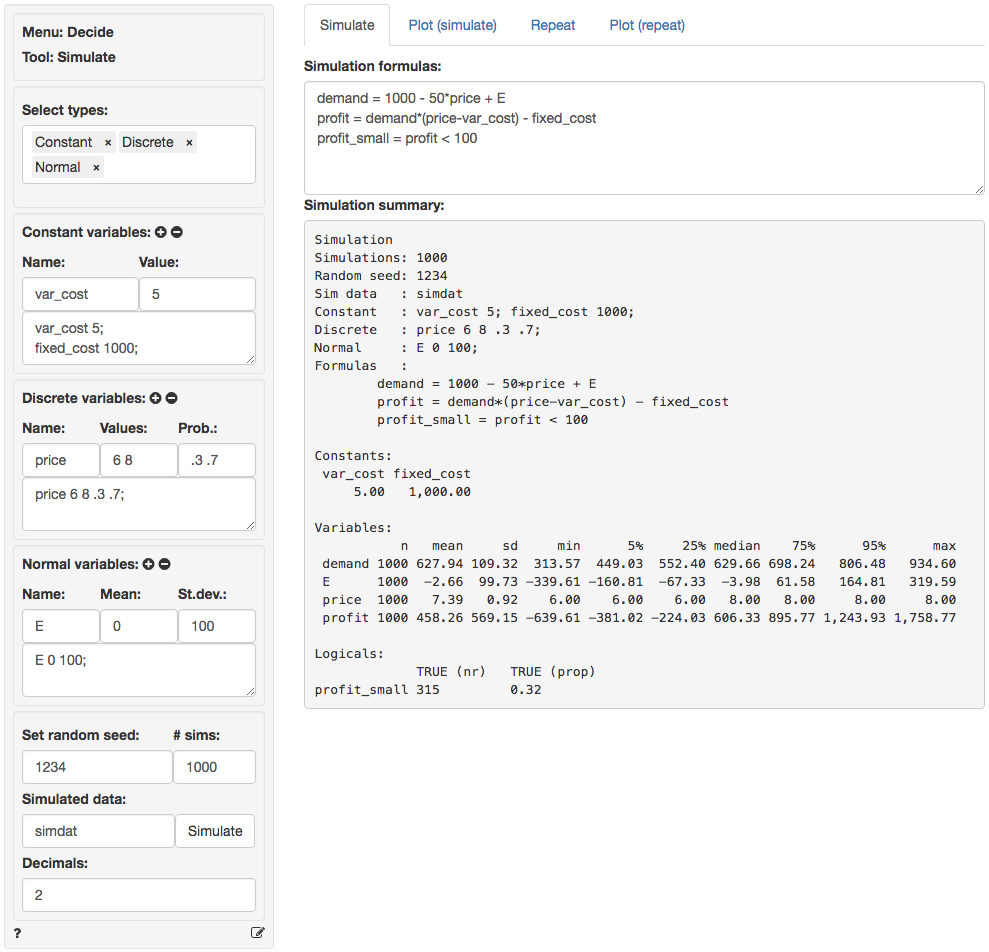 Menu: Decide
Tool: Simulate
Select types:
Constant × Discrete ×
Normal ×
Constant variables:
Name: Value:
var_cost 5
var_cost 5;
fixed_cost 1000;
Discrete variables:
Name: Values: Prob.:
price 6 8 .3 .7
price 6 8 .3 .7;
Normal variables:
Name: Mean: St.dev.:
E 0 100
E 0 100;
Set random seed: # sims:
1234 1000
Simulated data:
simdat Simulate
Decimals:
2
?
Simulate Plot (simulate) Repeat Plot (repeat)
Simulation formulas:
demand = 1000 - 50*price + E
profit = demand*(price-var_cost) - fixed_cost
profit_small = profit < 100
Simulation summary:
Simulation
Simulations: 1000
Random seed: 1234
Sim data : simdat
Constant : var_cost 5; fixed_cost 1000;
Discrete : price 6 8 .3 .7;
Normal : E 0 100;
Formulas :
demand = 1000 - 50*price + E
profit = demand*(price-var_cost) - fixed_cost
profit_small = profit < 100
Constants:
var_cost fixed_cost
5.00 1,000.00
Variables:
n mean sd min 5% 25% median 75% 95% max
demand 1000 627.94 109.32 313.57 449.03 552.40 629.66 698.24 806.48 934.60
E 1000 -2.66 99.73 -339.61 -160.81 -67.33 -3.98 61.58 164.81 319.59
price 1000 7.39 0.92 6.00 6.00 6.00 8.00 8.00 8.00 8.00
profit 1000 458.26 569.15 -639.61 -381.02 -224.03 606.33 895.77 1,243.93 1,758.77
Logicals:
TRUE (nr) TRUE (prop)
profit_small 315 0.32